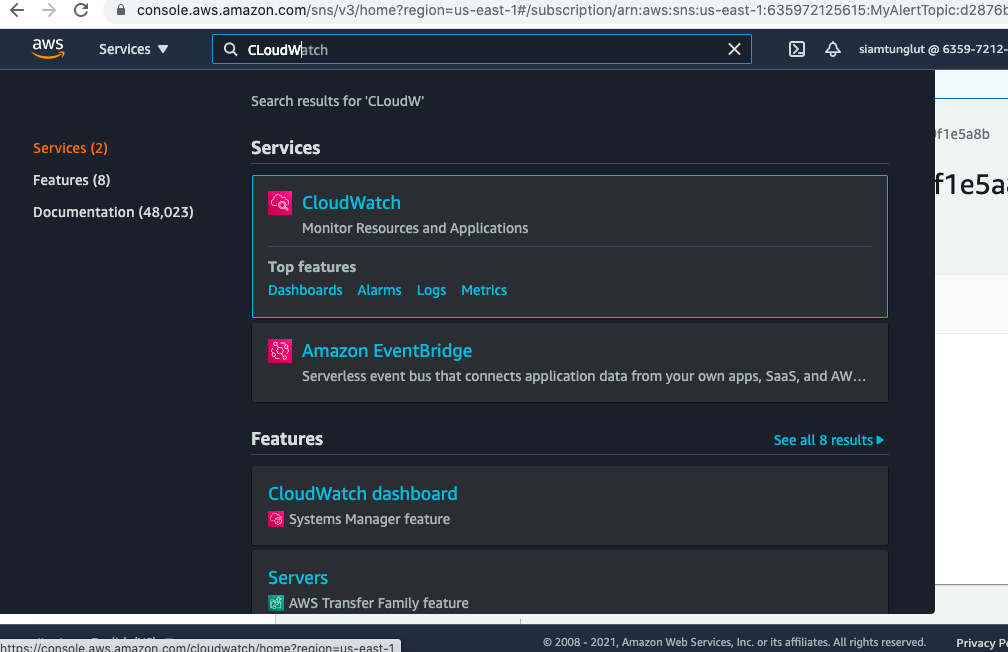 console.aws.amazon.com/sns/v3/home?region=us-east-1#/subscription/arn:aws:sns:us-east-1:635972125615:MyAlertTopic:d2876b
aws Services ▼ CLoudWatch siamtunglut @ 6359-7212-
Search results for 'CLoudW'
Services (2)
Features (8)
Documentation (48,023)
Services
CloudWatch
Monitor Resources and Applications
Top features
Dashboards Alarms Logs Metrics
Amazon EventBridge
Serverless event bus that connects application data from your own apps, SaaS, and AW...
Features
See all 8 results
CloudWatch dashboard
Systems Manager feature
Servers
AWS Transfer Family feature
f1e5a8b
f1e5a
© 2008 - 2021, Amazon Web Services, Inc. or its affiliates. All rights reserved.
Privacy Po
https://console.aws.amazon.com/cloudwatch/home?region=us-east-1